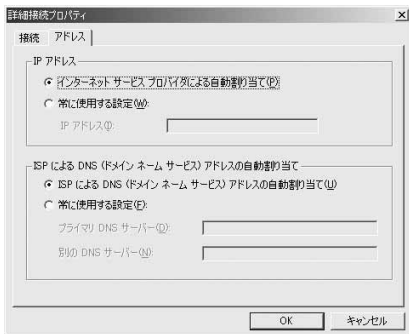 詳細接続プロパティ
接続 アドレス
IP アドレス
インターネット サービス プロバイダによる自動割り当て(P)
常に使用する設定(W):
IP アドレス(I):
ISP による DNS (ドメイン ネーム サービス) アドレスの自動割り当て
ISP による DNS (ドメイン ネーム サービス) アドレスの自動割り当て(U)
常に使用する設定(F):
プライマリ DNS サーバー(D):
別の DNS サーバー(N):
OK キャンセル